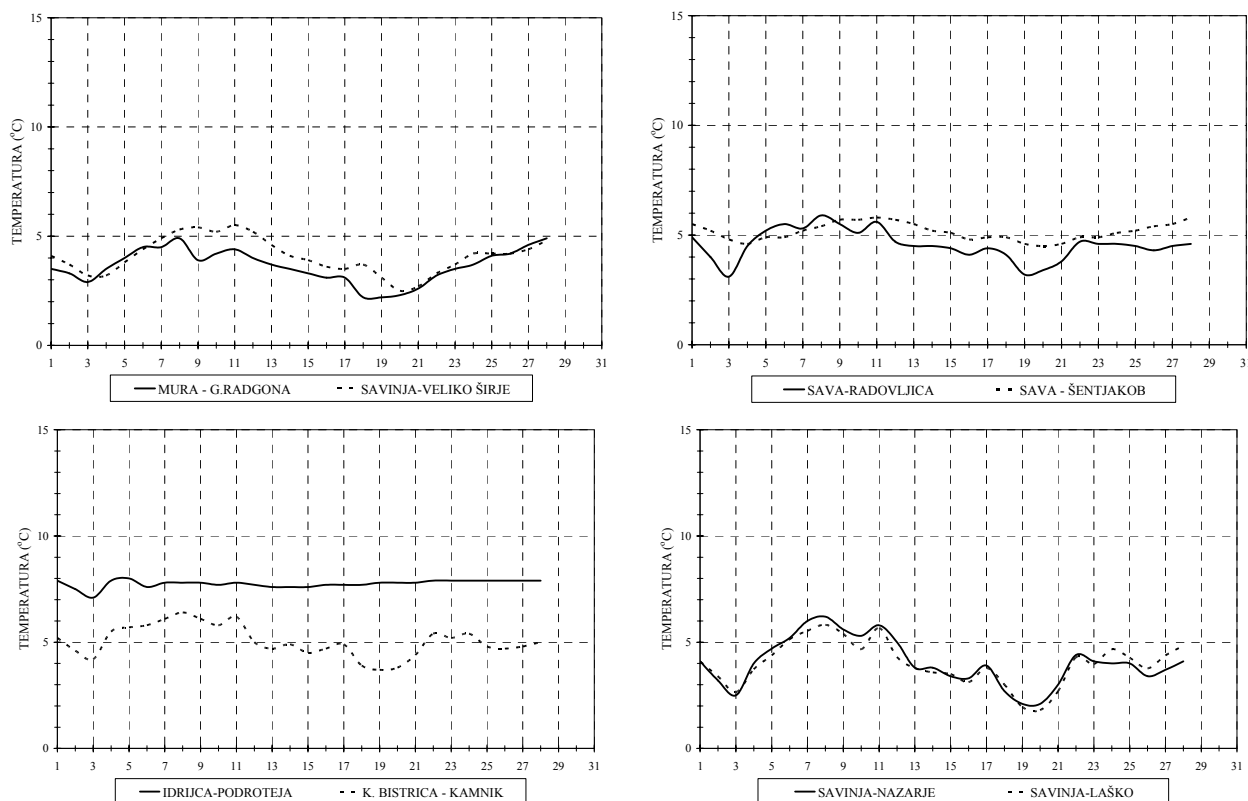 TEMPERATURA (°C)
15
10
5
0
1 3 5 7 9 11 13 15 17 19 21 23 25 27 29 31
MURA - G.RADGONA SAVINJA-VELIKO ŠIRJE
TEMPERATURA (°C)
15
10
5
0
1 3 5 7 9 11 13 15 17 19 21 23 25 27 29 31
SAVA-RADOVLJICA SAVA - ŠENTJAKOB
TEMPERATURA (°C)
15
10
5
0
1 3 5 7 9 11 13 15 17 19 21 23 25 27 29 31
IDRIJCA-PODROTEJA K. BISTRICA - KAMNIK
TEMPERATURA (°C)
15
10
5
0
1 3 5 7 9 11 13 15 17 19 21 23 25 27 29 31
SAVINJA-NAZARJE SAVINJA-LAŠKO